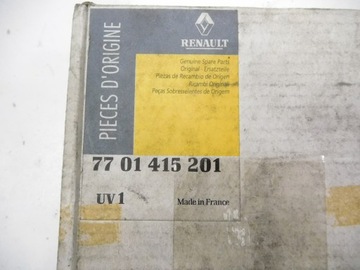 PIECES D'ORIGINE
RENAULT
Genuine Spare Parts
Original - Ersatzteile
Piezas de Recambio de Origen
Ricambi Originali
Peças Sobresselentes de Origem
77 01 415 201
UV1
Made in France